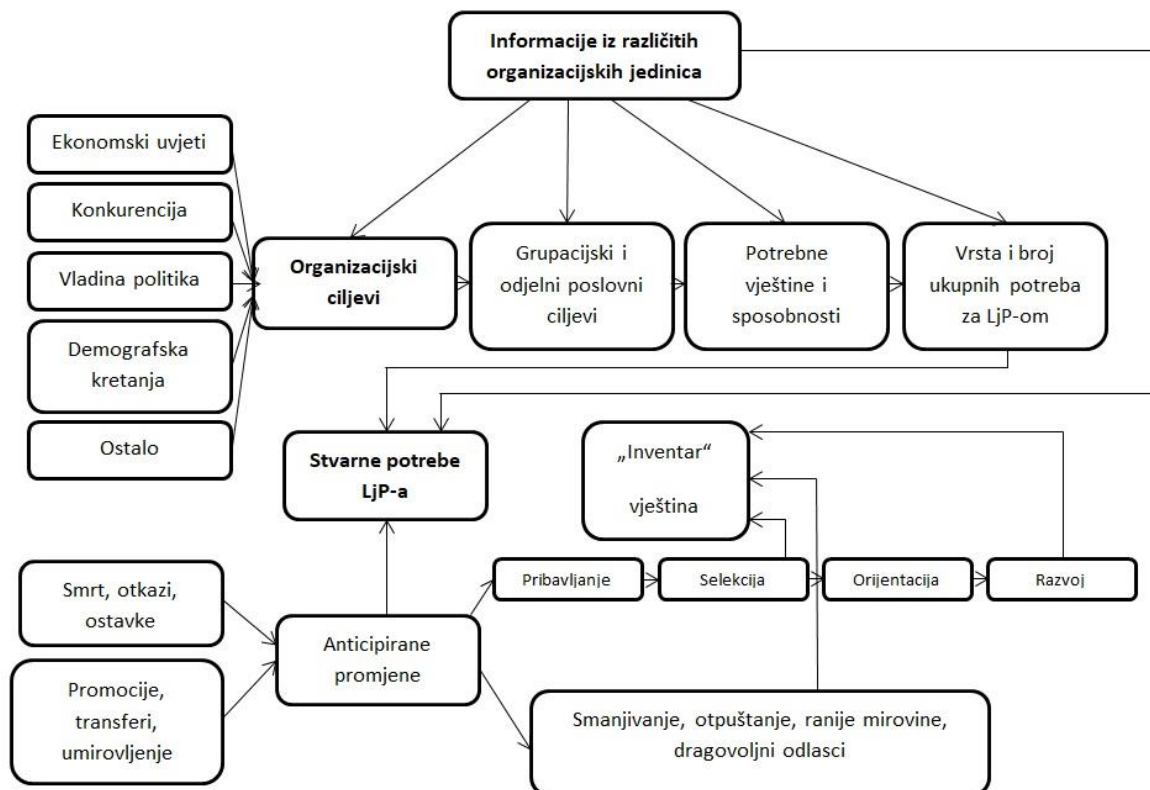 Informacije iz različitih
organizacijskih jedinica
Ekonomski uvjeti
Konkurencija
Vladina politika
Demografska
kretanja
Ostalo
Organizacijski
ciljevi
Grupacijski i
odjelni poslovni
ciljevi
Potrebne
vještine i
sposobnosti
Vrsta i broj
ukupnih potreba
za LjP-om
Stvarne potrebe
LjP-a
„Inventar“
vještina
Smrt, otkazi,
ostavke
Promocije,
transferi,
umirovljenje
Anticipirane
promjene
Pribavljanje
Selekcija
Orijentacija
Razvoj
Smanjivanje, otpuštanje, ranije mirovine,
dragovoljni odlasci